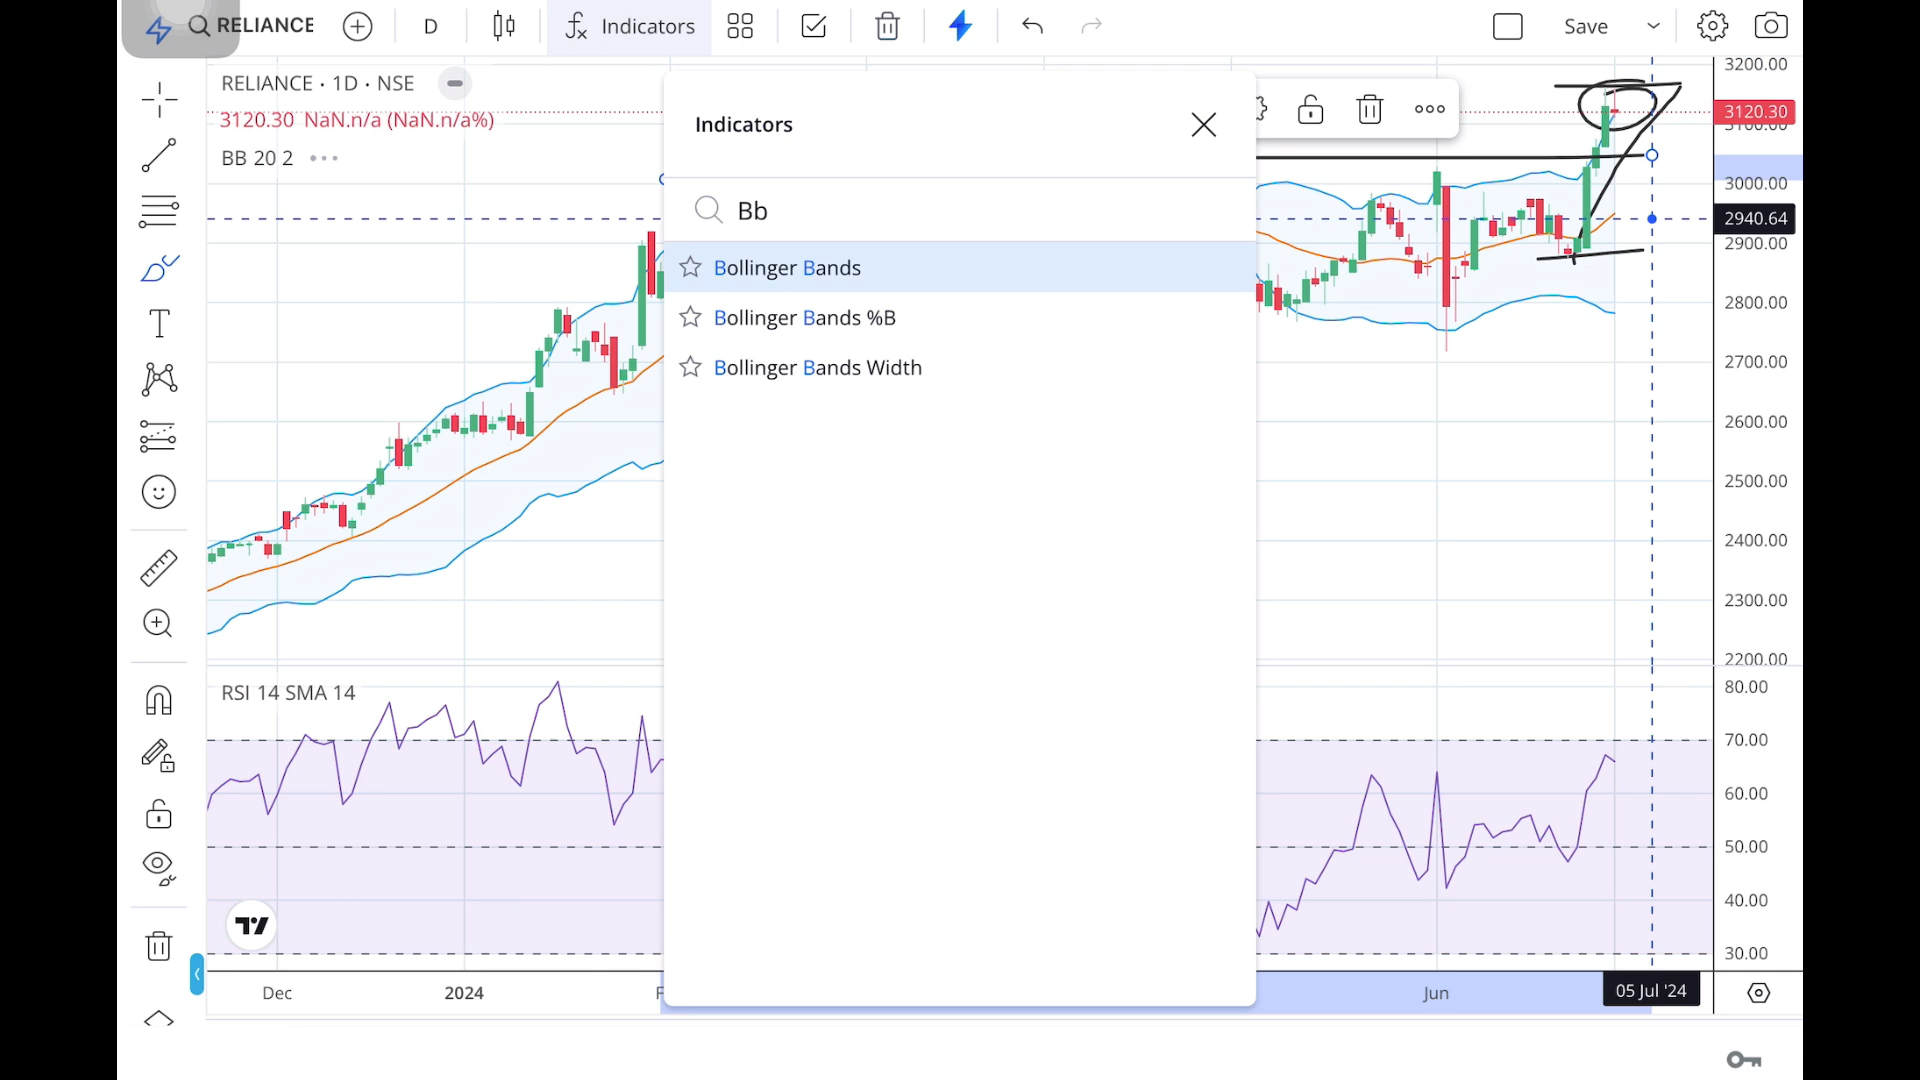 RELIANCE
D
Indicators
Save
RELIANCE · 1D · NSE
3120.30 NaN.n/a (NaN.n/a%)
BB 20 2
Indicators
Bb
Bollinger Bands
Bollinger Bands %B
Bollinger Bands Width
3200.00
3120.30
3100.00
3000.00
2940.64
2900.00
2800.00
2700.00
2600.00
2500.00
2400.00
2300.00
2200.00
RSI 14 SMA 14
80.00
70.00
60.00
50.00
40.00
30.00
Dec
2024
Jun
05 Jul '24